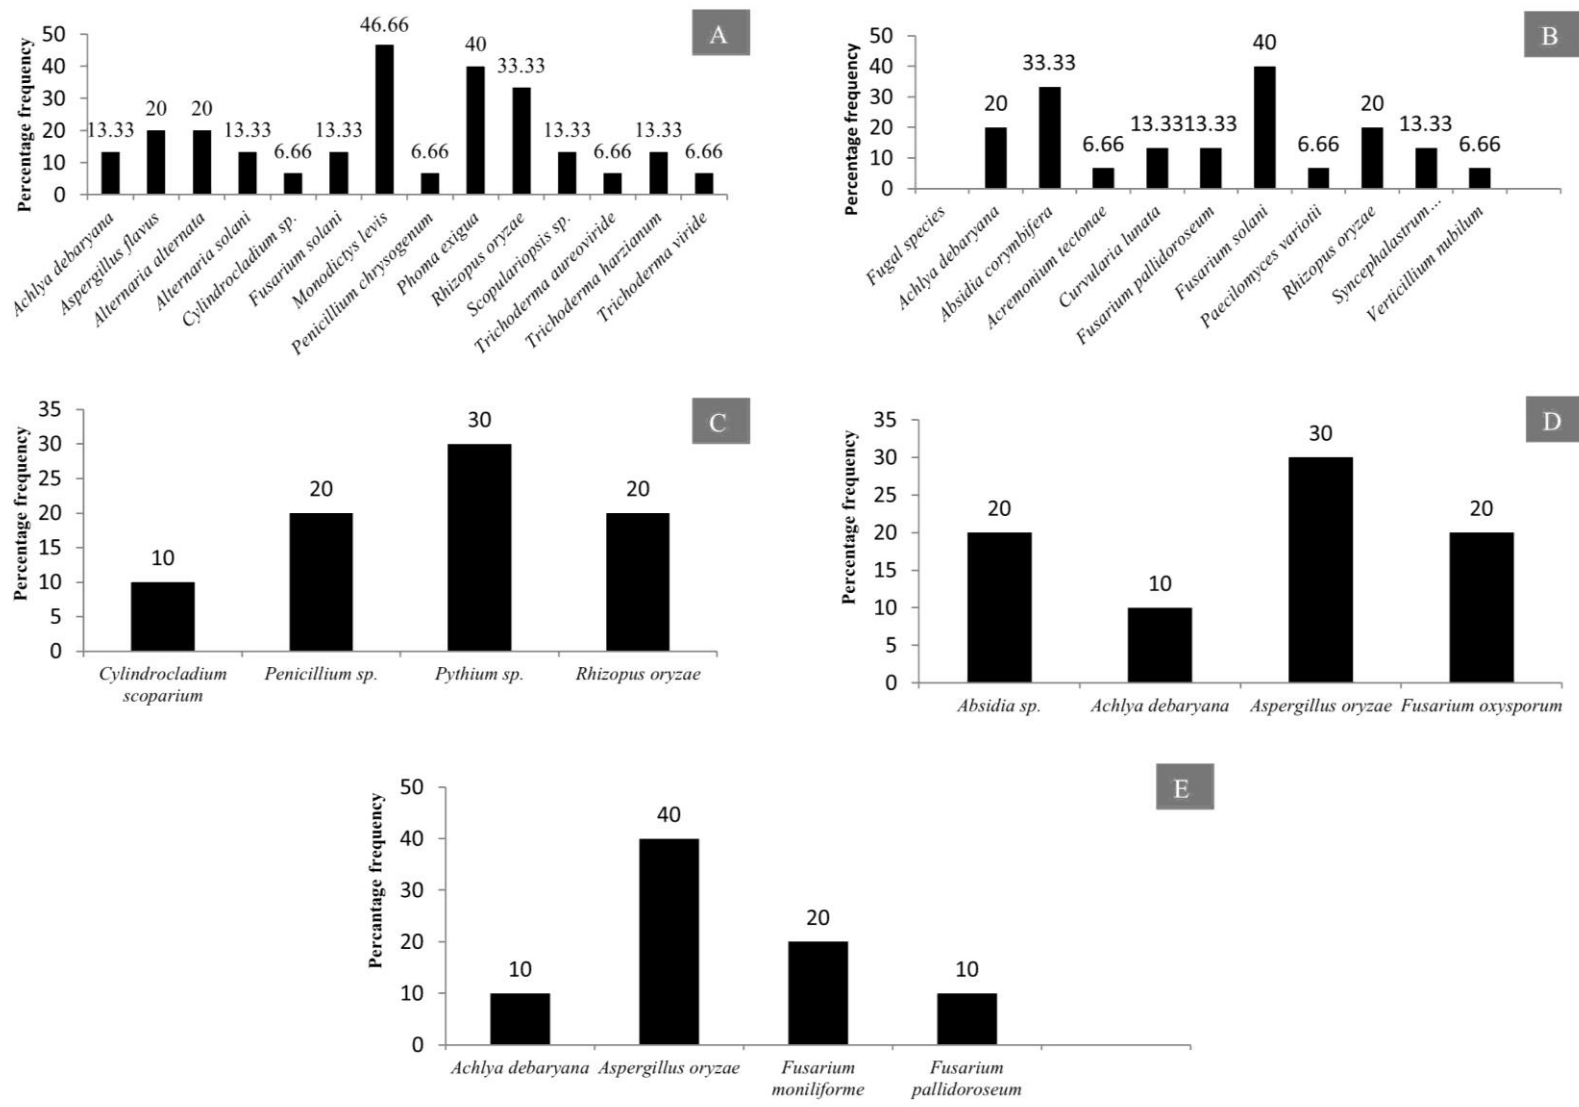 A
Percentage frequency
50
40
30
20
10
0
13.33
20
20
13.33
6.66
13.33
46.66
6.66
40
33.33
13.33
6.66
13.33
6.66
Achlya debaryana
Aspergillus flavus
Alternaria alternata
Alternaria solani
Cylindrocladium sp.
Fusarium solani
Monodictys levis
Penicillium chrysogenum
Phoma exigua
Rhizopus oryzae
Scopulariopsis sp.
Trichoderma aureoviride
Trichoderma harzianum
Trichoderma viride
B
Percentage frequency
50
40
30
20
10
0
20
33.33
6.66
13.33
13.33
40
6.66
20
13.33
6.66
Fugal species
Achlya debaryana
Absidia corymbifera
Acremonium tectonae
Curvularia lunata
Fusarium pallidoroseum
Fusarium solani
Paecilomyces variotii
Rhizopus oryzae
Syncephalastrum...
Verticillium nubilum
C
Percentage frequency
35
30
25
20
15
10
5
0
10
20
30
20
Cylindrocladium
scoparium
Penicillium sp.
Pythium sp.
Rhizopus oryzae
D
Percentage frequency
35
30
25
20
15
10
5
0
20
10
30
20
Absidia sp.
Achlya debaryana
Aspergillus oryzae
Fusarium oxysporum
E
Percantage frequency
50
40
30
20
10
0
10
40
20
10
Achlya debaryana
Aspergillus oryzae
Fusarium
moniliforme
Fusarium
pallidoroseum